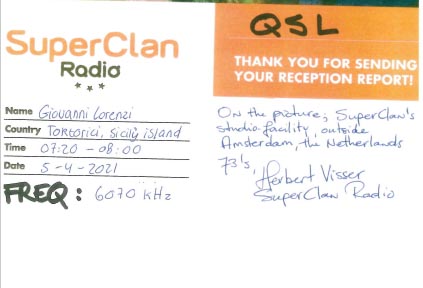 SuperClan
Radio
Name Giovanni Lorenzi
Country Tortorici, Sicily island
Time 07:20 - 08:00
Date 5-4-2021
FREQ: 6070 kHz
QSL
THANK YOU FOR SENDING
YOUR RECEPTION REPORT!
On the picture; SuperClan's
studio facility, outside
Amsterdam, the Netherlands
73's,
Herbert Visser
SuperClan Radio